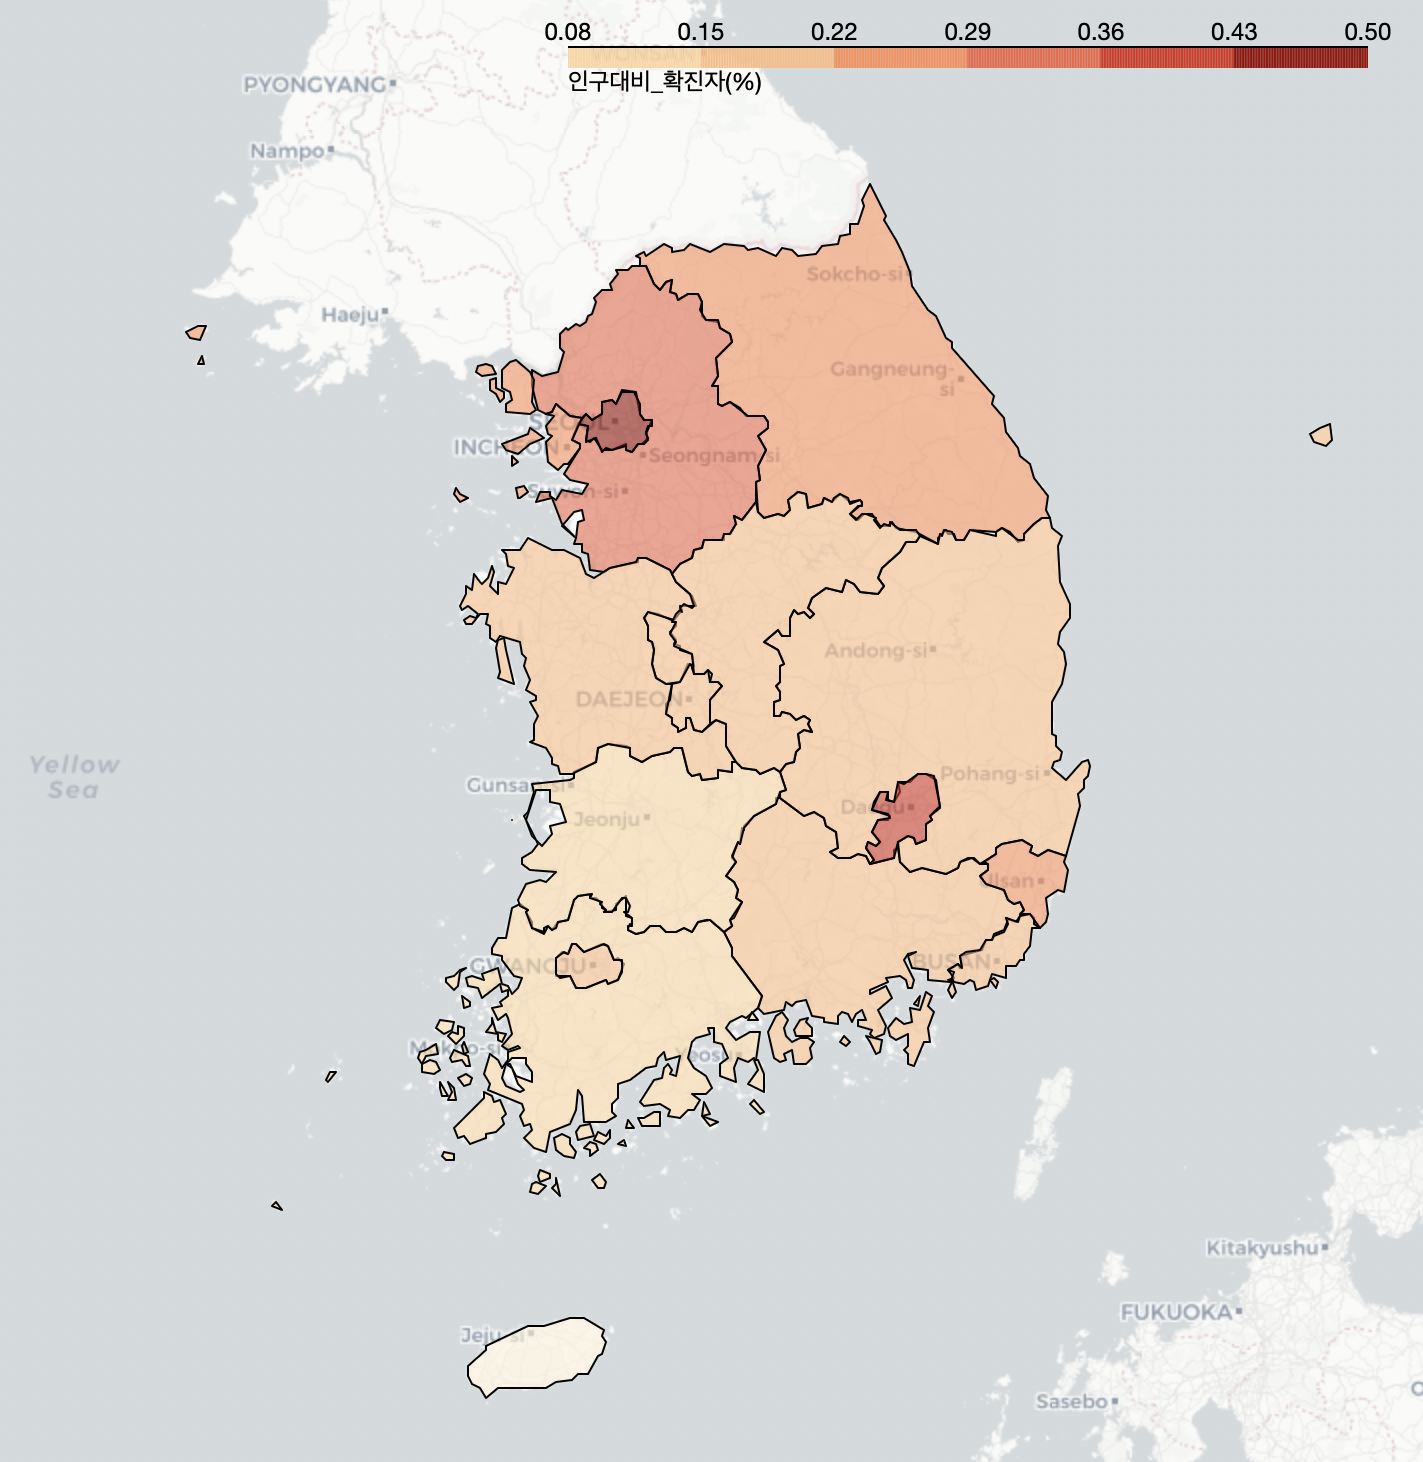 0.08 0.15 0.22 0.29 0.36 0.43 0.50
WONSAN
인구대비_확진자(%)
PYONGYANG
Nampo
Sokcho-si
Haeju
Gangneung-
si
SEOUL
INCHEON
Seongnam-si
Suwon-si
Andong-si
DAEJEON
Yellow
Sea
Pohang-si
Gunsan-si
Daegu
Jeonju
Ulsan
GWANGJU
BUSAN
Mokpo-si
Yeosu
Kitakyushu
FUKUOKA
Jeju-si
Sasebo